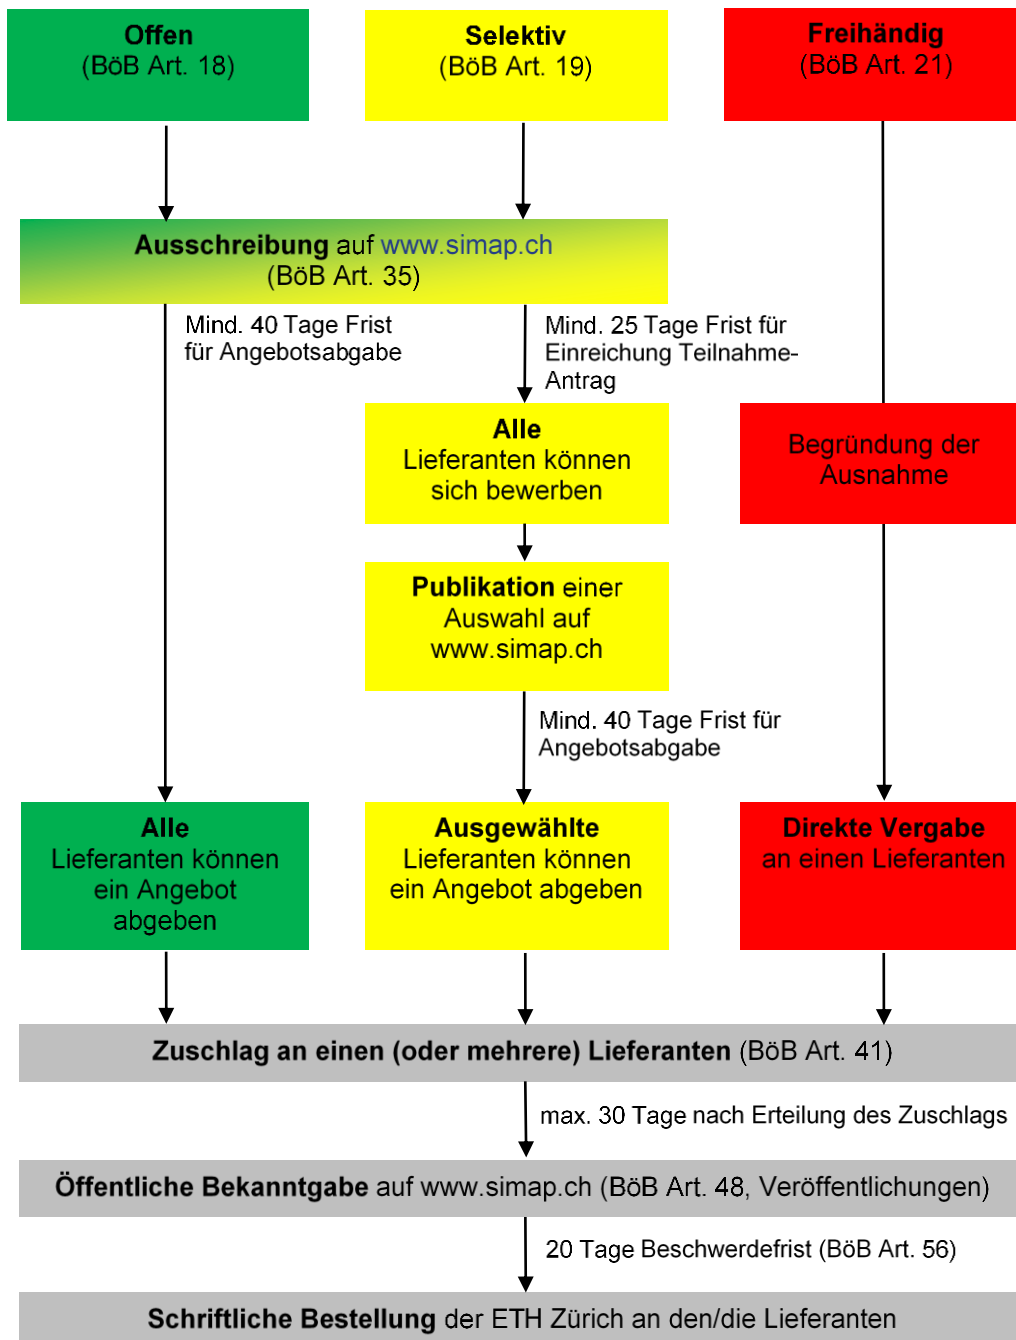 Offen
(BöB Art. 18)
Selektiv
(BöB Art. 19)
Freihändig
(BöB Art. 21)
Ausschreibung auf www.simap.ch
(BöB Art. 35)
Mind. 40 Tage Frist
für Angebotsabgabe
Mind. 25 Tage Frist für
Einreichung Teilnahme-
Antrag
Alle
Lieferanten können
sich bewerben
Begründung der
Ausnahme
Publikation einer
Auswahl auf
www.simap.ch
Mind. 40 Tage Frist für
Angebotsabgabe
Alle
Lieferanten können
ein Angebot
abgeben
Ausgewählte
Lieferanten können
ein Angebot abgeben
Direkte Vergabe
an einen Lieferanten
Zuschlag an einen (oder mehrere) Lieferanten (BöB Art. 41)
max. 30 Tage nach Erteilung des Zuschlags
Öffentliche Bekanntgabe auf www.simap.ch (BöB Art. 48, Veröffentlichungen)
20 Tage Beschwerdefrist (BöB Art. 56)
Schriftliche Bestellung der ETH Zürich an den/die Lieferanten